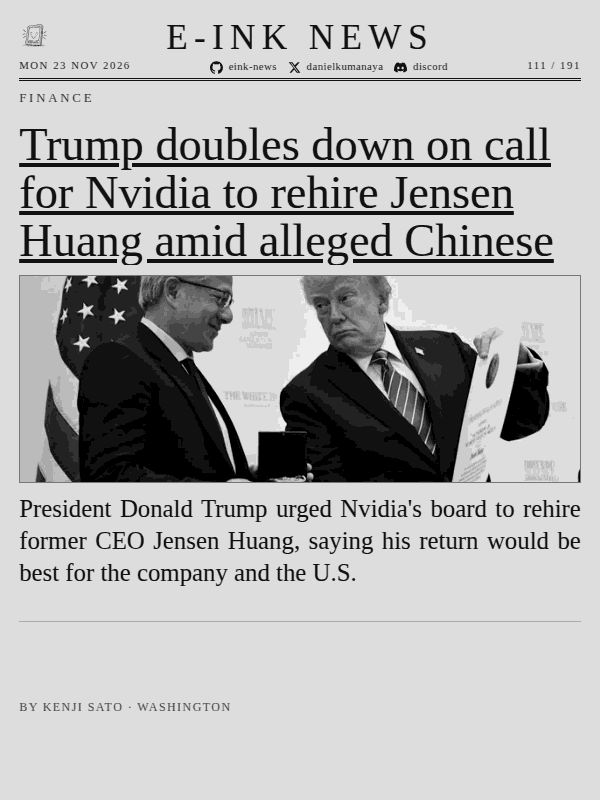 E-INK NEWS
MON 23 NOV 2026 eink-news danielkumanaya discord 111 / 191
FINANCE
Trump doubles down on call
for Nvidia to rehire Jensen
Huang amid alleged Chinese
THE WHITE H
President Donald Trump urged Nvidia's board to rehire
former CEO Jensen Huang, saying his return would be
best for the company and the U.S.
BY KENJI SATO · WASHINGTON